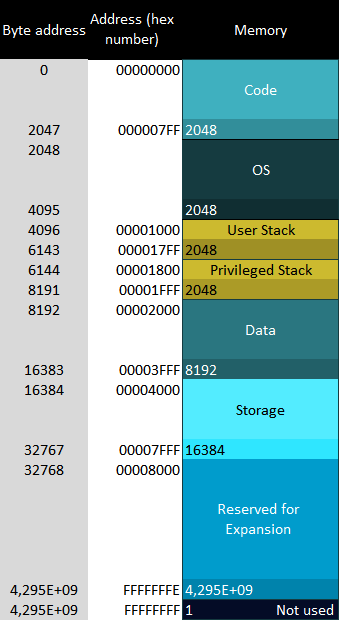 Byte address Address (hex number) Memory
0 00000000
Code
2047 000007FF 2048
2048
OS
4095 2048
4096 00001000 User Stack
6143 000017FF 2048
6144 00001800 Privileged Stack
8191 00001FFF 2048
8192 00002000
Data
16383 00003FFF 8192
16384 00004000
Storage
32767 00007FFF 16384
32768 00008000
Reserved for
Expansion
4,295E+09 FFFFFFFE 4,295E+09
4,295E+09 FFFFFFFF 1 Not used